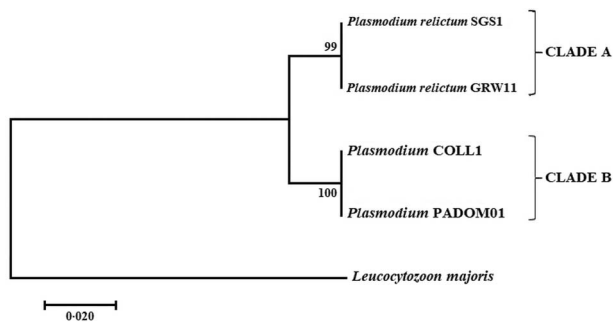 Plasmodium relictum SGS1
99
CLADE A
Plasmodium relictum GRW11
Plasmodium COLL1
100
CLADE B
Plasmodium PADOM01
Leucocytozoon majoris
0·020